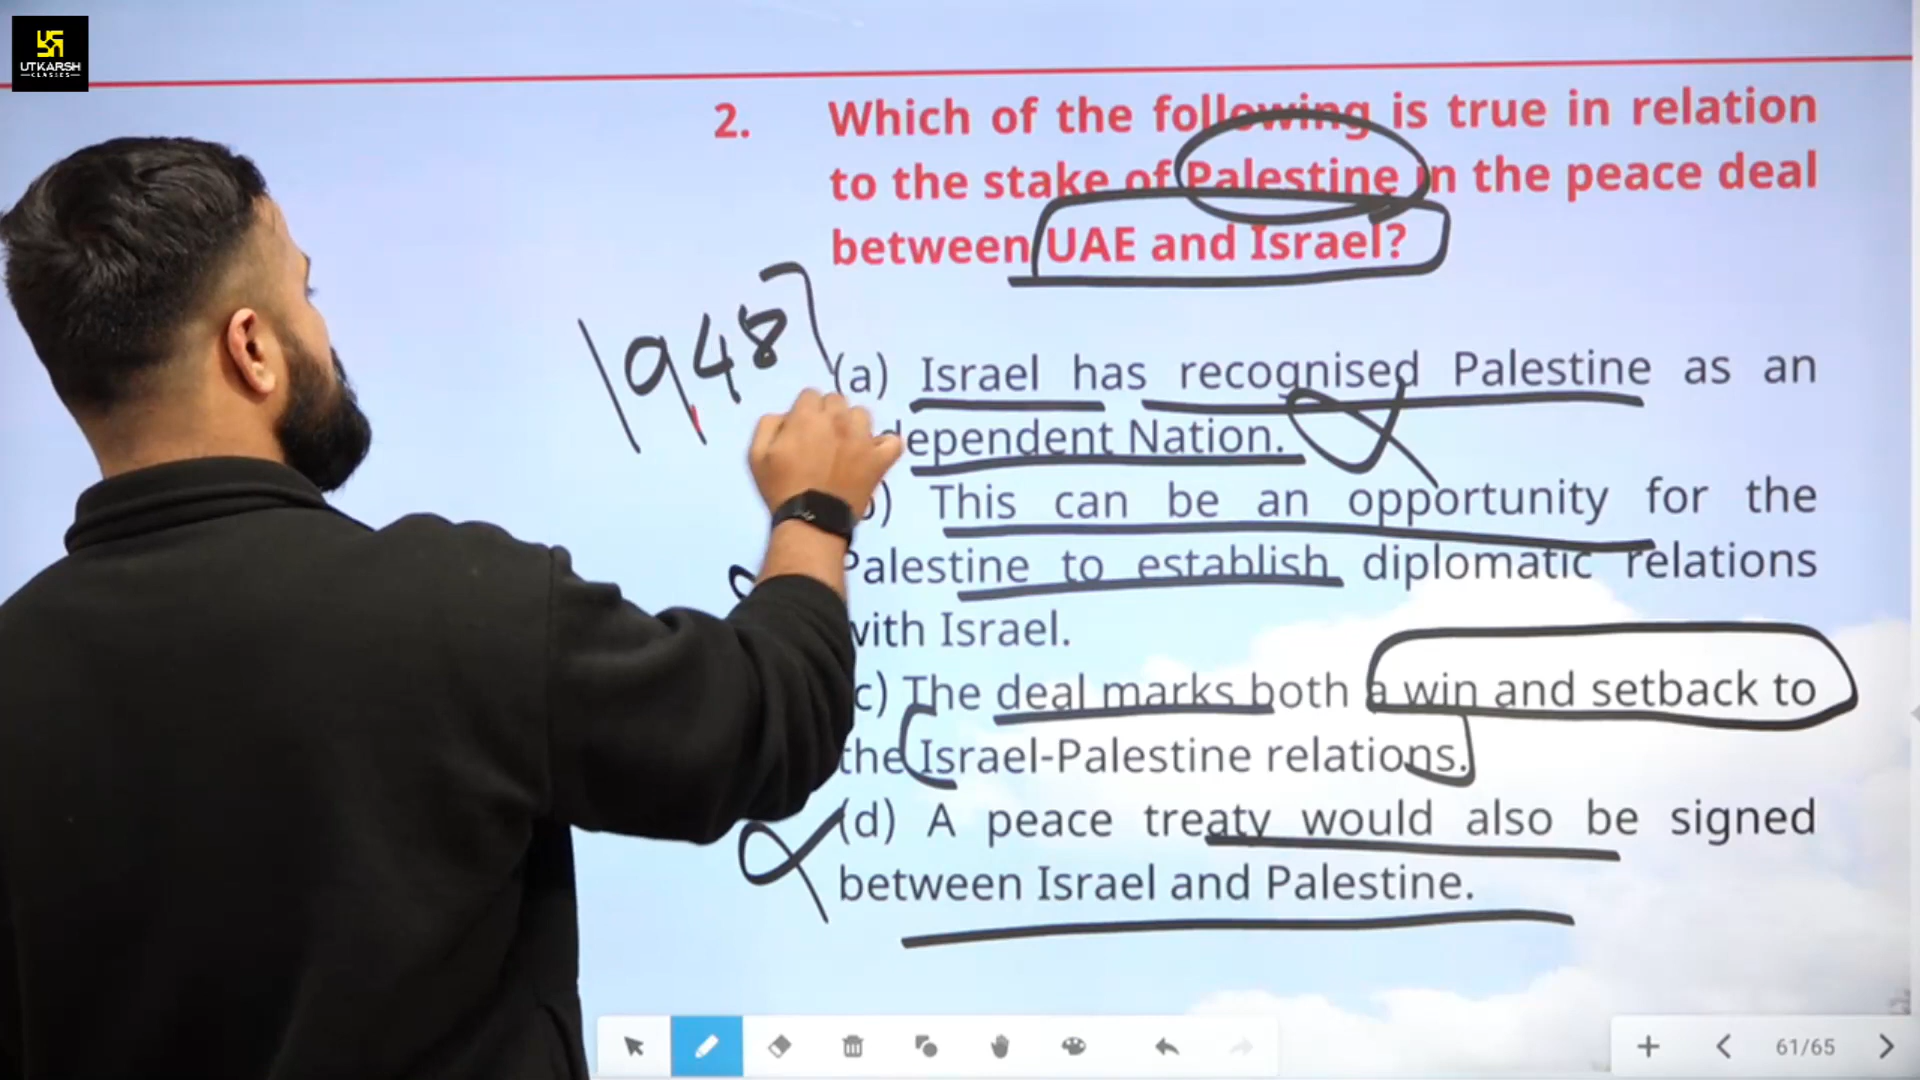 UTKARSH
CLASSES
2. Which of the following is true in relation
to the stake of Palestine in the peace deal
between UAE and Israel?
1948
(a) Israel has recognised Palestine as an
dependent Nation.
) This can be an opportunity for the
Palestine to establish diplomatic relations
with Israel.
c) The deal marks both a win and setback to
the Israel-Palestine relations.
(d) A peace treaty would also be signed
between Israel and Palestine.
61/65